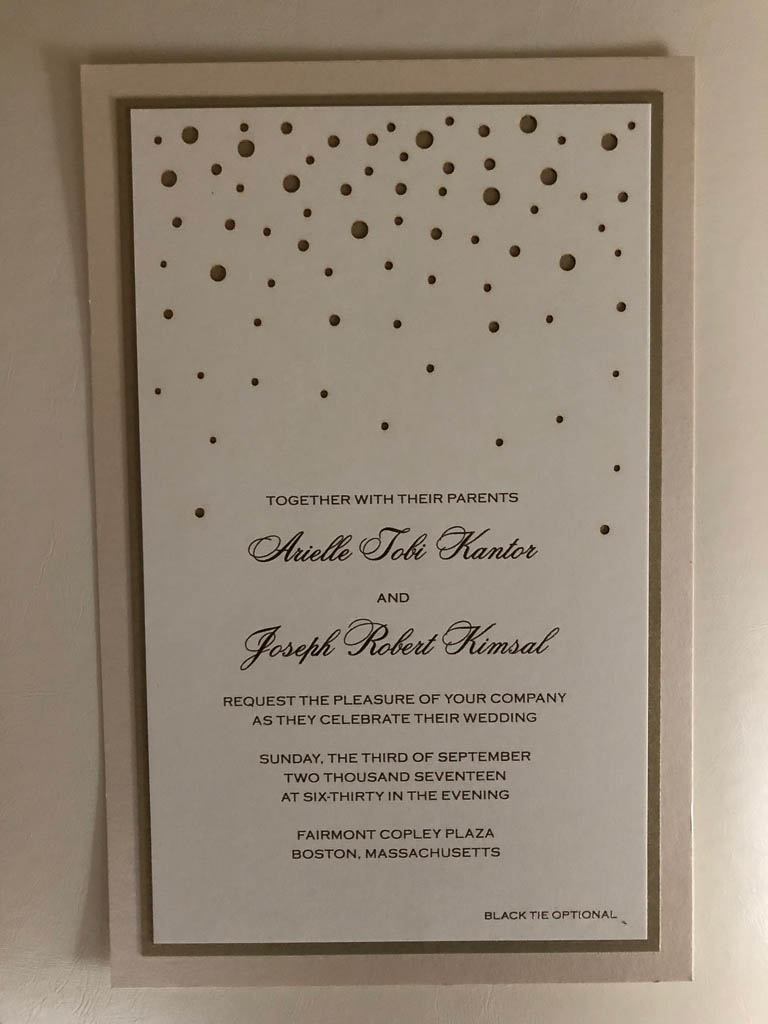 TOGETHER WITH THEIR PARENTS
Arielle Tobi Kantor
AND
Joseph Robert Kimsal
REQUEST THE PLEASURE OF YOUR COMPANY
AS THEY CELEBRATE THEIR WEDDING
SUNDAY, THE THIRD OF SEPTEMBER
TWO THOUSAND SEVENTEEN
AT SIX-THIRTY IN THE EVENING
FAIRMONT COPLEY PLAZA
BOSTON, MASSACHUSETTS
BLACK TIE OPTIONAL